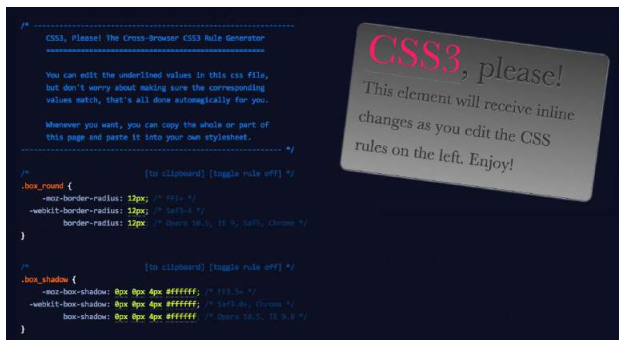 /* -----------------------------------------------------------
CSS3, Please! The Cross-Browser CSS3 Rule Generator
====================================================
You can edit the underlined values in this css file,
but don't worry about making sure the corresponding
values match, that's all done automagically for you.
Whenever you want, you can copy the whole or part of
this page and paste it into your own stylesheet.
----------------------------------------------------------- */
/* [to clipboard] [toggle rule off] */
.box_round {
-moz-border-radius: 12px; /* FF1+ */
-webkit-border-radius: 12px; /* Saf3-4 */
border-radius: 12px; /* Opera 10.5, IE 9, Saf5, Chrome */
}
/* [to clipboard] [toggle rule off] */
.box_shadow {
-moz-box-shadow: 0px 0px 4px #ffffff; /* FF3.5+ */
-webkit-box-shadow: 0px 0px 4px #ffffff; /* Saf3.0+, Chrome */
box-shadow: 0px 0px 4px #ffffff; /* Opera 10.5, IE 9.0 */
}
CSS3, please!
This element will receive inline
changes as you edit the CSS
rules on the left. Enjoy!